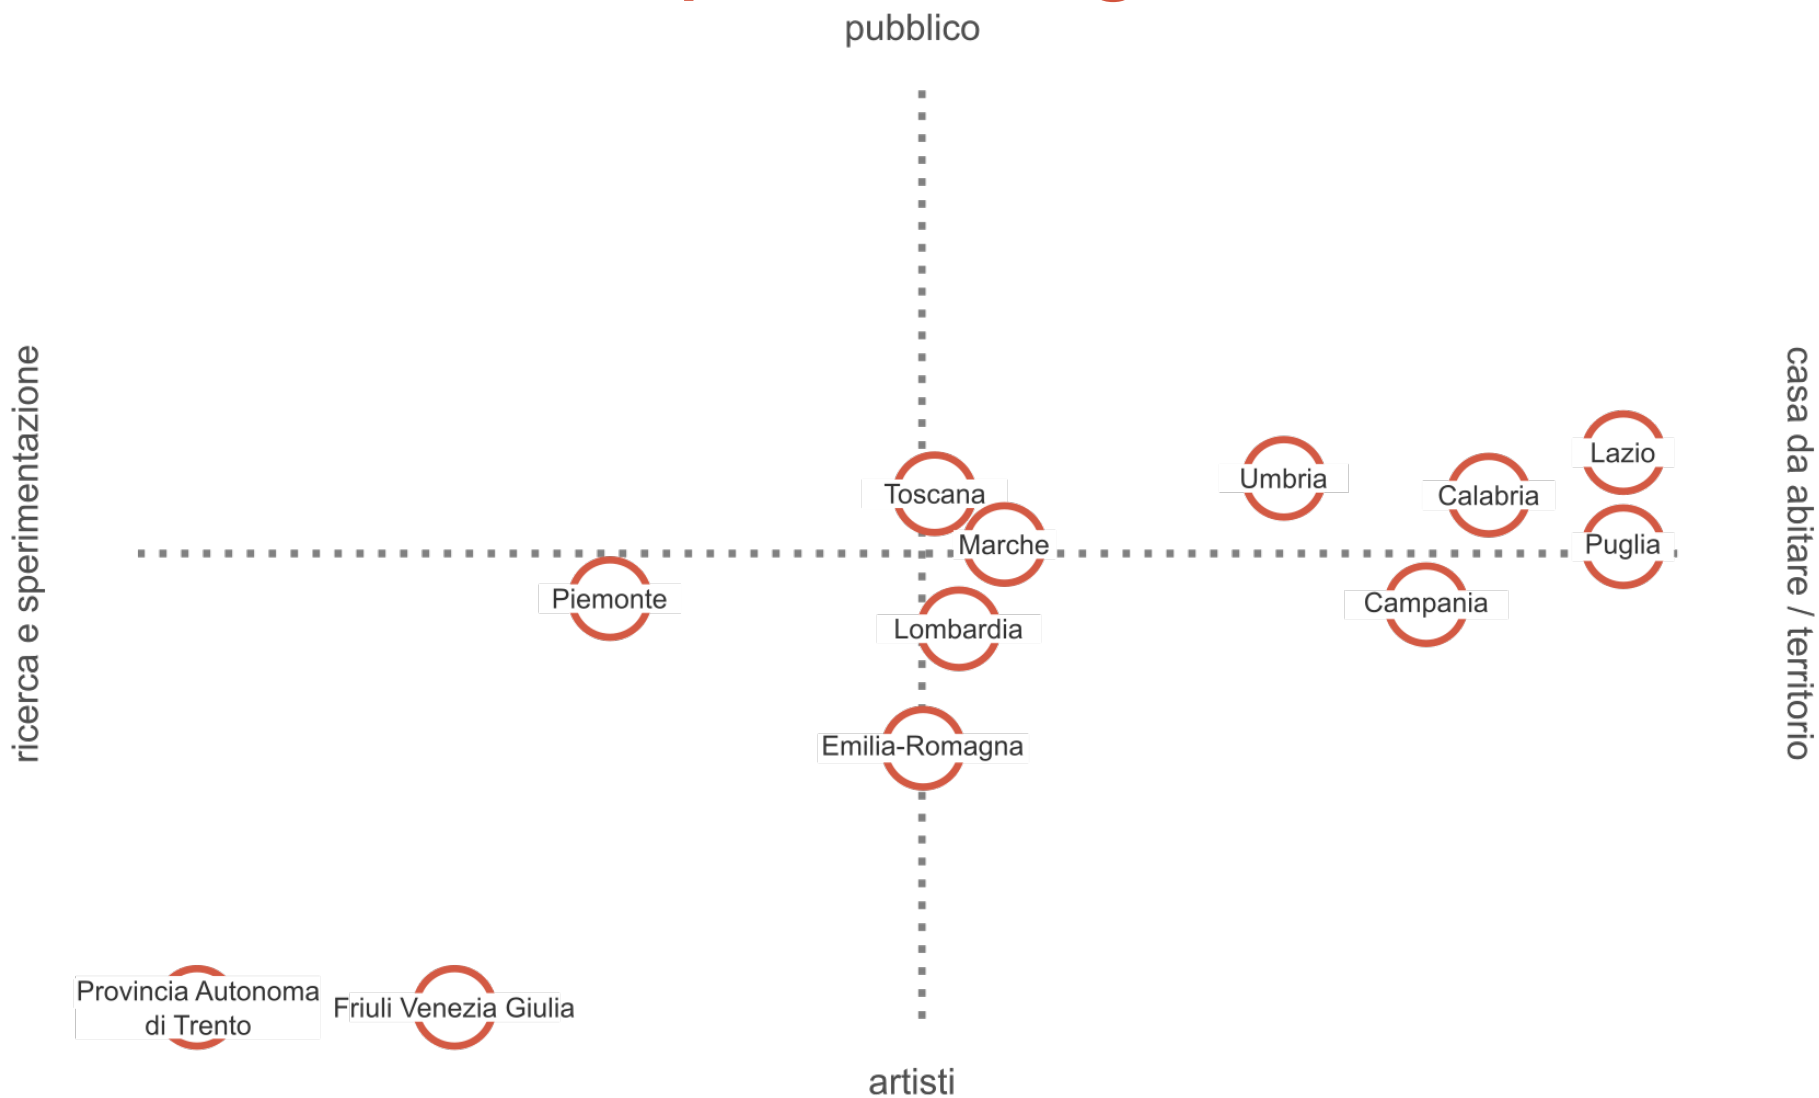 pubblico
ricerca e sperimentazione
casa da abitare / territorio
Lazio
Umbria
Calabria
Toscana
Marche
Puglia
Piemonte
Campania
Lombardia
Emilia-Romagna
Provincia Autonoma
di Trento
Friuli Venezia Giulia
artisti